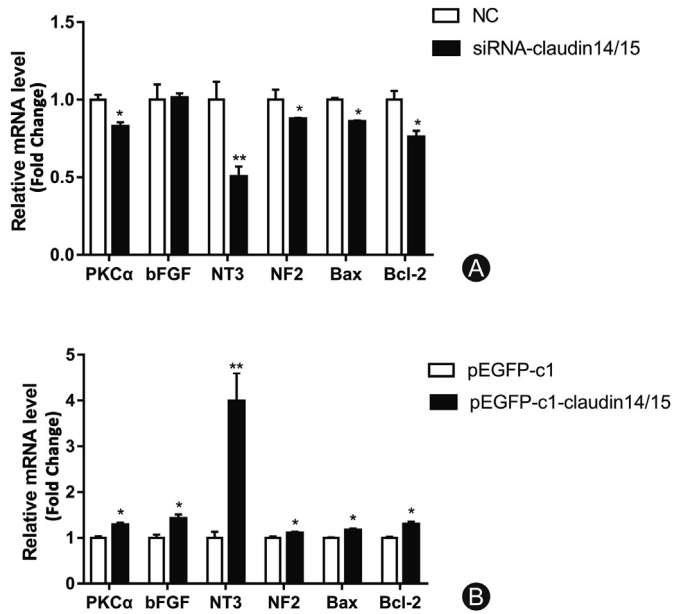 NC
siRNA-claudin14/15
Relative mRNA level
(Fold Change)
1.5
1.0
0.5
0.0
* ** * * *
PKCα bFGF NT3 NF2 Bax Bcl-2
A
pEGFP-c1
pEGFP-c1-claudin14/15
Relative mRNA level
(Fold Change)
5
4
3
2
1
0
* * ** * * *
PKCα bFGF NT3 NF2 Bax Bcl-2
B